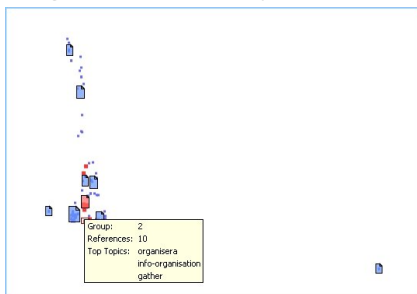 Group: 2
References: 10
Top Topics: organisera
info-organisation
gather